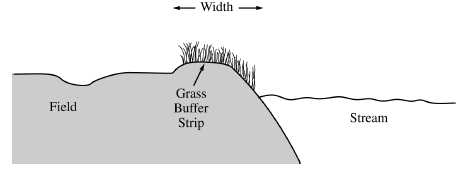 Width
Grass
Buffer
Strip
Field
Stream